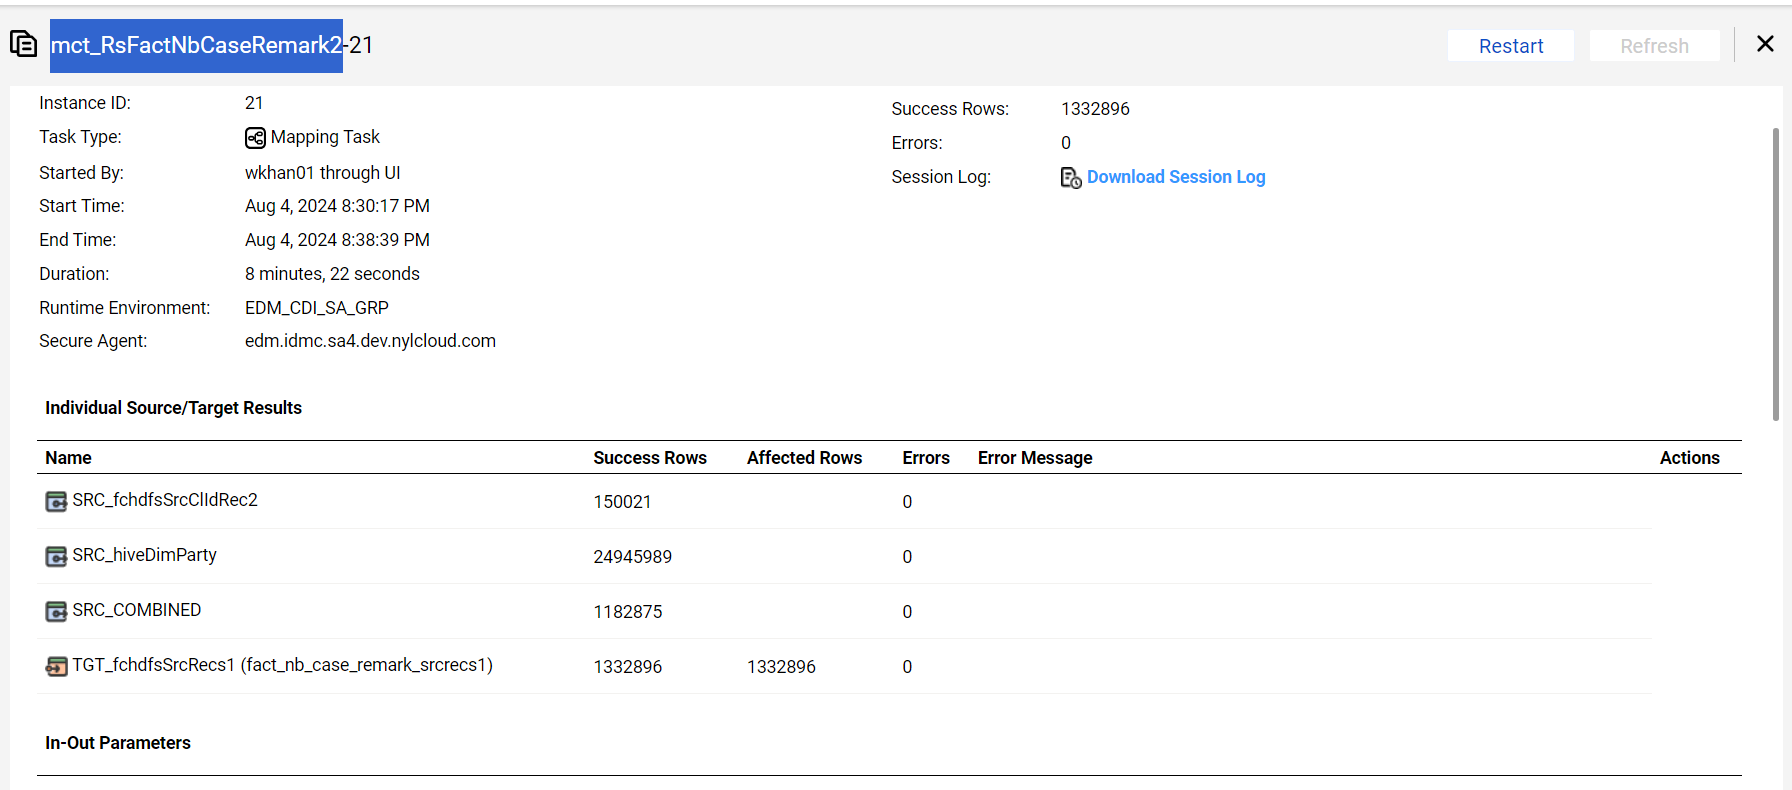 mct_RsFactNbCaseRemark2-21
Restart
Refresh
Instance ID: 21
Task Type: Mapping Task
Started By: wkhan01 through UI
Start Time: Aug 4, 2024 8:30:17 PM
End Time: Aug 4, 2024 8:38:39 PM
Duration: 8 minutes, 22 seconds
Runtime Environment: EDM_CDI_SA_GRP
Secure Agent: edm.idmc.sa4.dev.nylcloud.com
Success Rows: 1332896
Errors: 0
Session Log: Download Session Log
Individual Source/Target Results
Name Success Rows Affected Rows Errors Error Message Actions
SRC_fchdfsSrcClIdRec2 150021 0
SRC_hiveDimParty 24945989 0
SRC_COMBINED 1182875 0
TGT_fchdfsSrcRecs1 (fact_nb_case_remark_srcrecs1) 1332896 1332896 0
In-Out Parameters